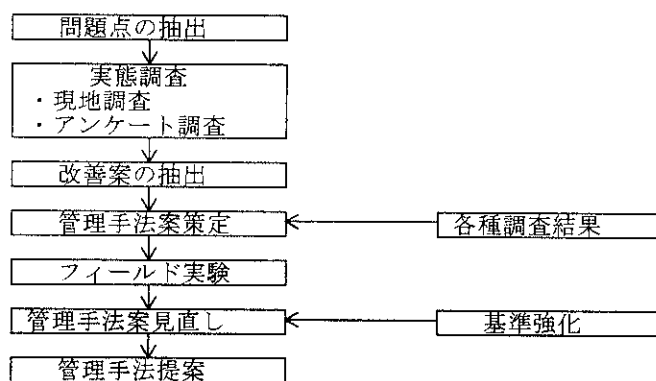 問題点の抽出
実態調査
・現地調査
・アンケート調査
改善案の抽出
管理手法案策定
各種調査結果
フィールド実験
管理手法案見直し
基準強化
管理手法提案